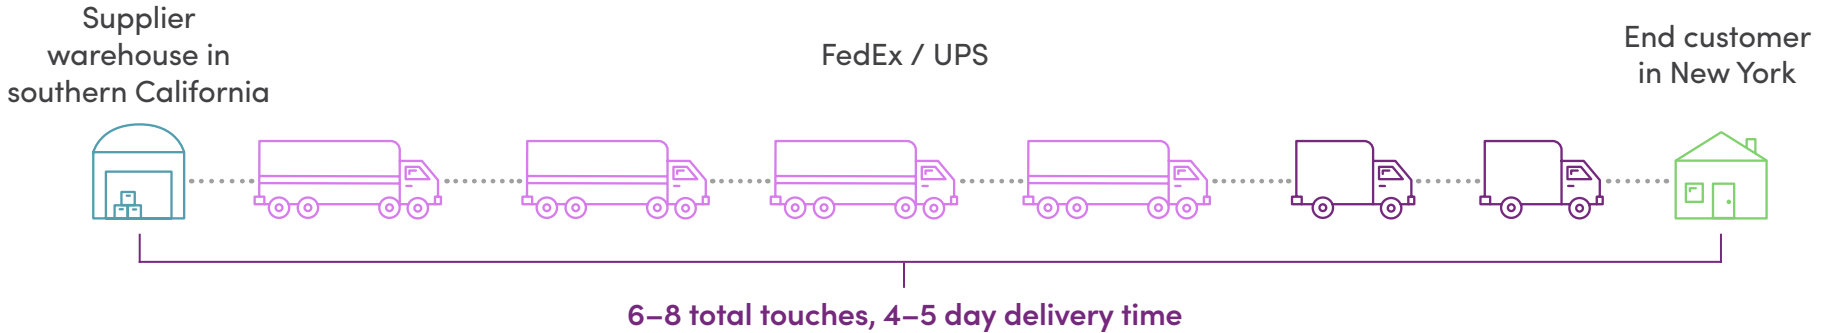 Supplier
warehouse in
southern California
FedEx / UPS
End customer
in New York
6–8 total touches, 4–5 day delivery time